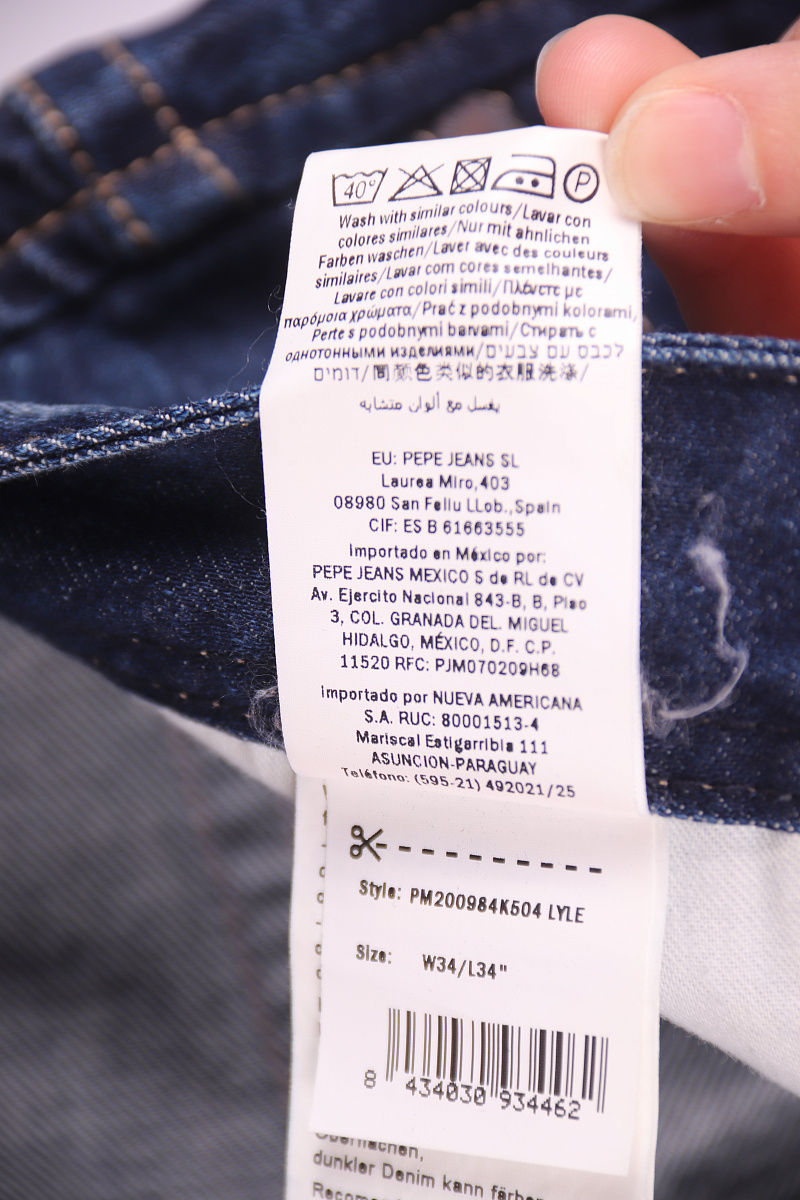 40°
P
Wash with similar colours/Lavar con
colores similares/Nur mit ähnlichen
Farben waschen/Laver avec des couleurs
similaires/Lavar com cores semelhantes/
Lavare con colori simili/Πλένετε με
παρόμοια χρώματα/Prać z podobnymi kolorami/
Perte s podobnymi barvami/Стирать с
однотонными изделиями/לכבס עם צבעים
דומים/间颜色类似的衣服洗涤/
يغسل مع ألوان متشابه
EU: PEPE JEANS SL
Laurea Miro,403
08980 San Feliu LLob.,Spain
CIF: ES B 61663555
Importado en México por:
PEPE JEANS MEXICO S de RL de CV
Av. Ejercito Nacional 843-B, B, Piso
3, COL. GRANADA DEL. MIGUEL
HIDALGO, MÉXICO, D.F. C.P.
11520 RFC: PJM070209H68
Importado por NUEVA AMERICANA
S.A. RUC: 80001513-4
Mariscal Estigarribia 111
ASUNCION-PARAGUAY
Teléfono: (595-21) 492021/25
Style: PM200984K504 LYLE
Size: W34/L34"
8 434030 934462
Oberflächen,
dunkler Denim kann färben